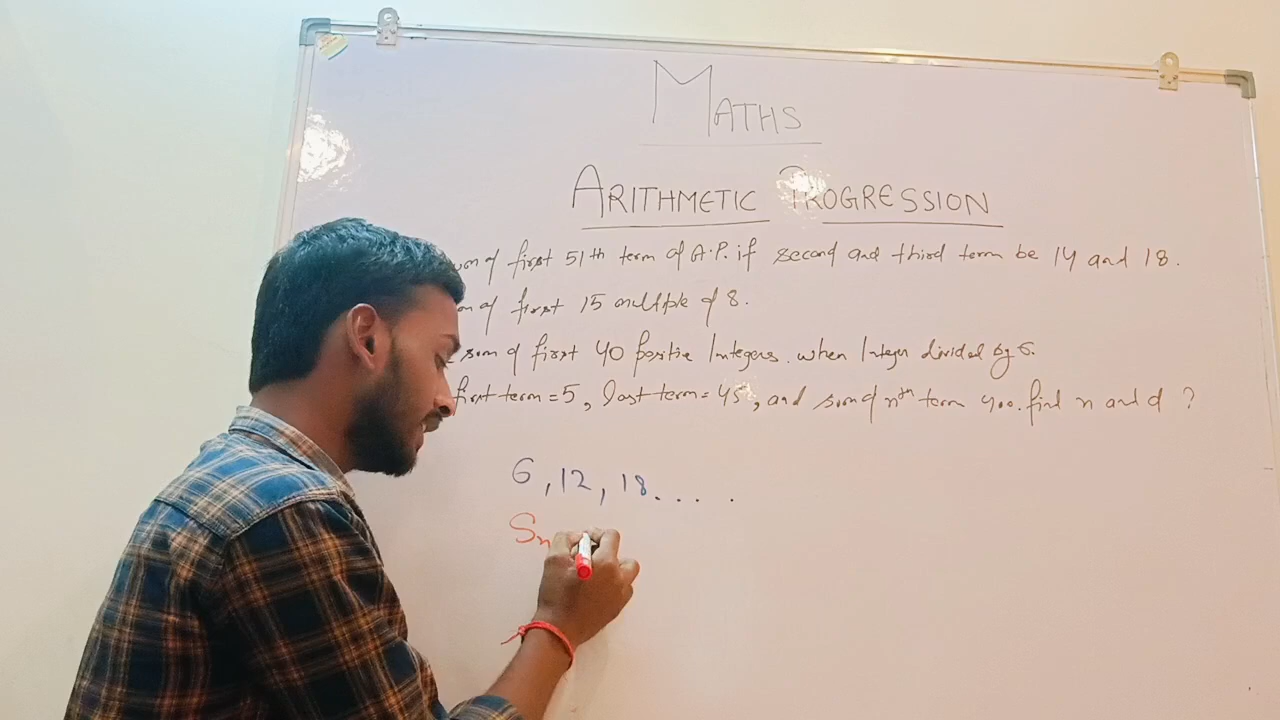 MATHS
ARITHMETIC PROGRESSION
of first 51th term of A.P. if second and third term be 14 and 18.
of first 15 multiple of 8.
sum of first 40 positive Integers. when Integer divided by 6.
first term = 5, last term = 45, and sum of nth term 400. find n and d ?
6, 12, 18 . . . .
Sn